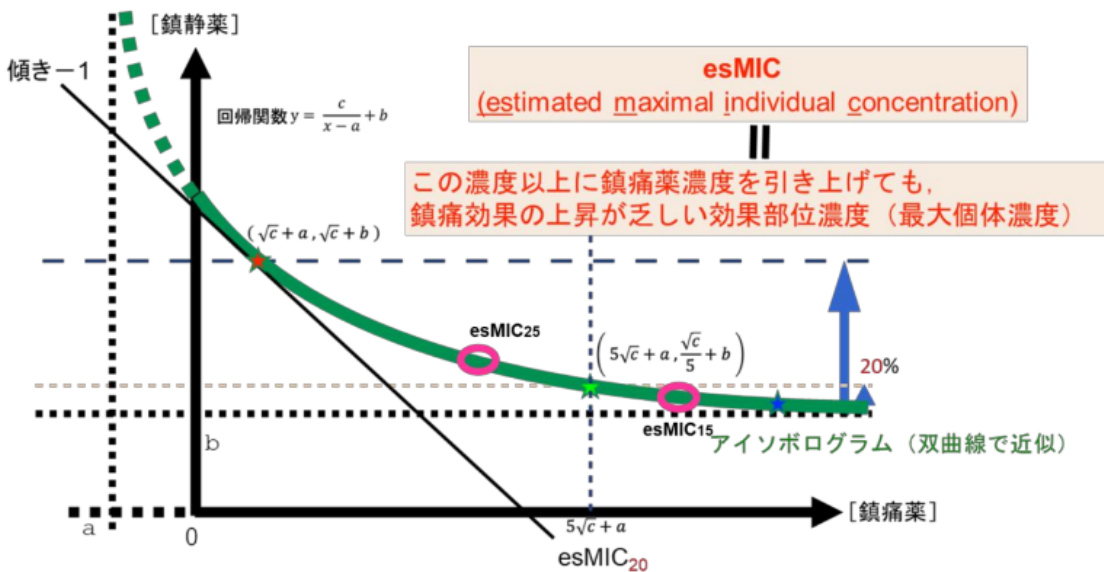 [鎮静薬]
傾き－1
回帰関数 y = \frac{c}{x-a} + b
esMIC
(estimated maximal individual concentration)
この濃度以上に鎮痛薬濃度を引き上げても，
鎮痛効果の上昇が乏しい効果部位濃度（最大個体濃度）
(√c+a, √c+b)
esMIC25
(5√c+a, \frac{√c}{5}+b)
20%
esMIC15
アイソボログラム（双曲線で近似）
b
a
0
5√c+a
[鎮痛薬]
esMIC20